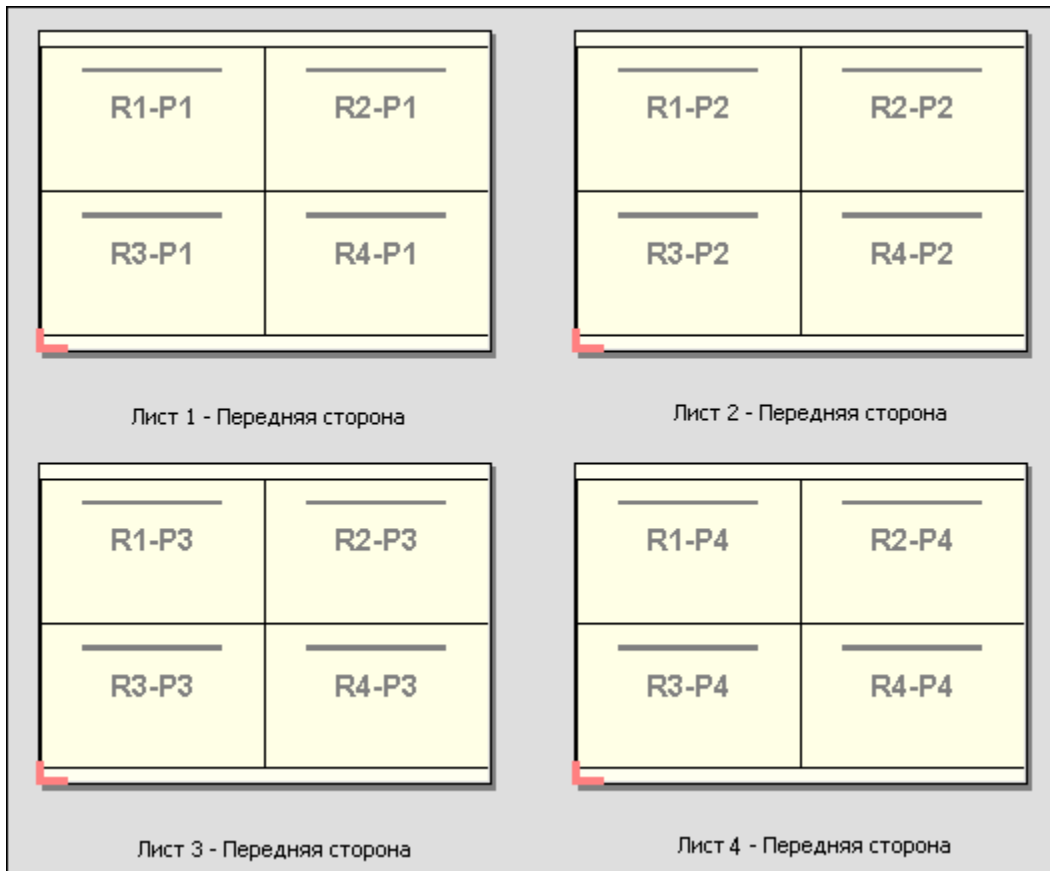 R1-P1 R2-P1
R3-P1 R4-P1
Лист 1 - Передняя сторона
R1-P2 R2-P2
R3-P2 R4-P2
Лист 2 - Передняя сторона
R1-P3 R2-P3
R3-P3 R4-P3
Лист 3 - Передняя сторона
R1-P4 R2-P4
R3-P4 R4-P4
Лист 4 - Передняя сторона